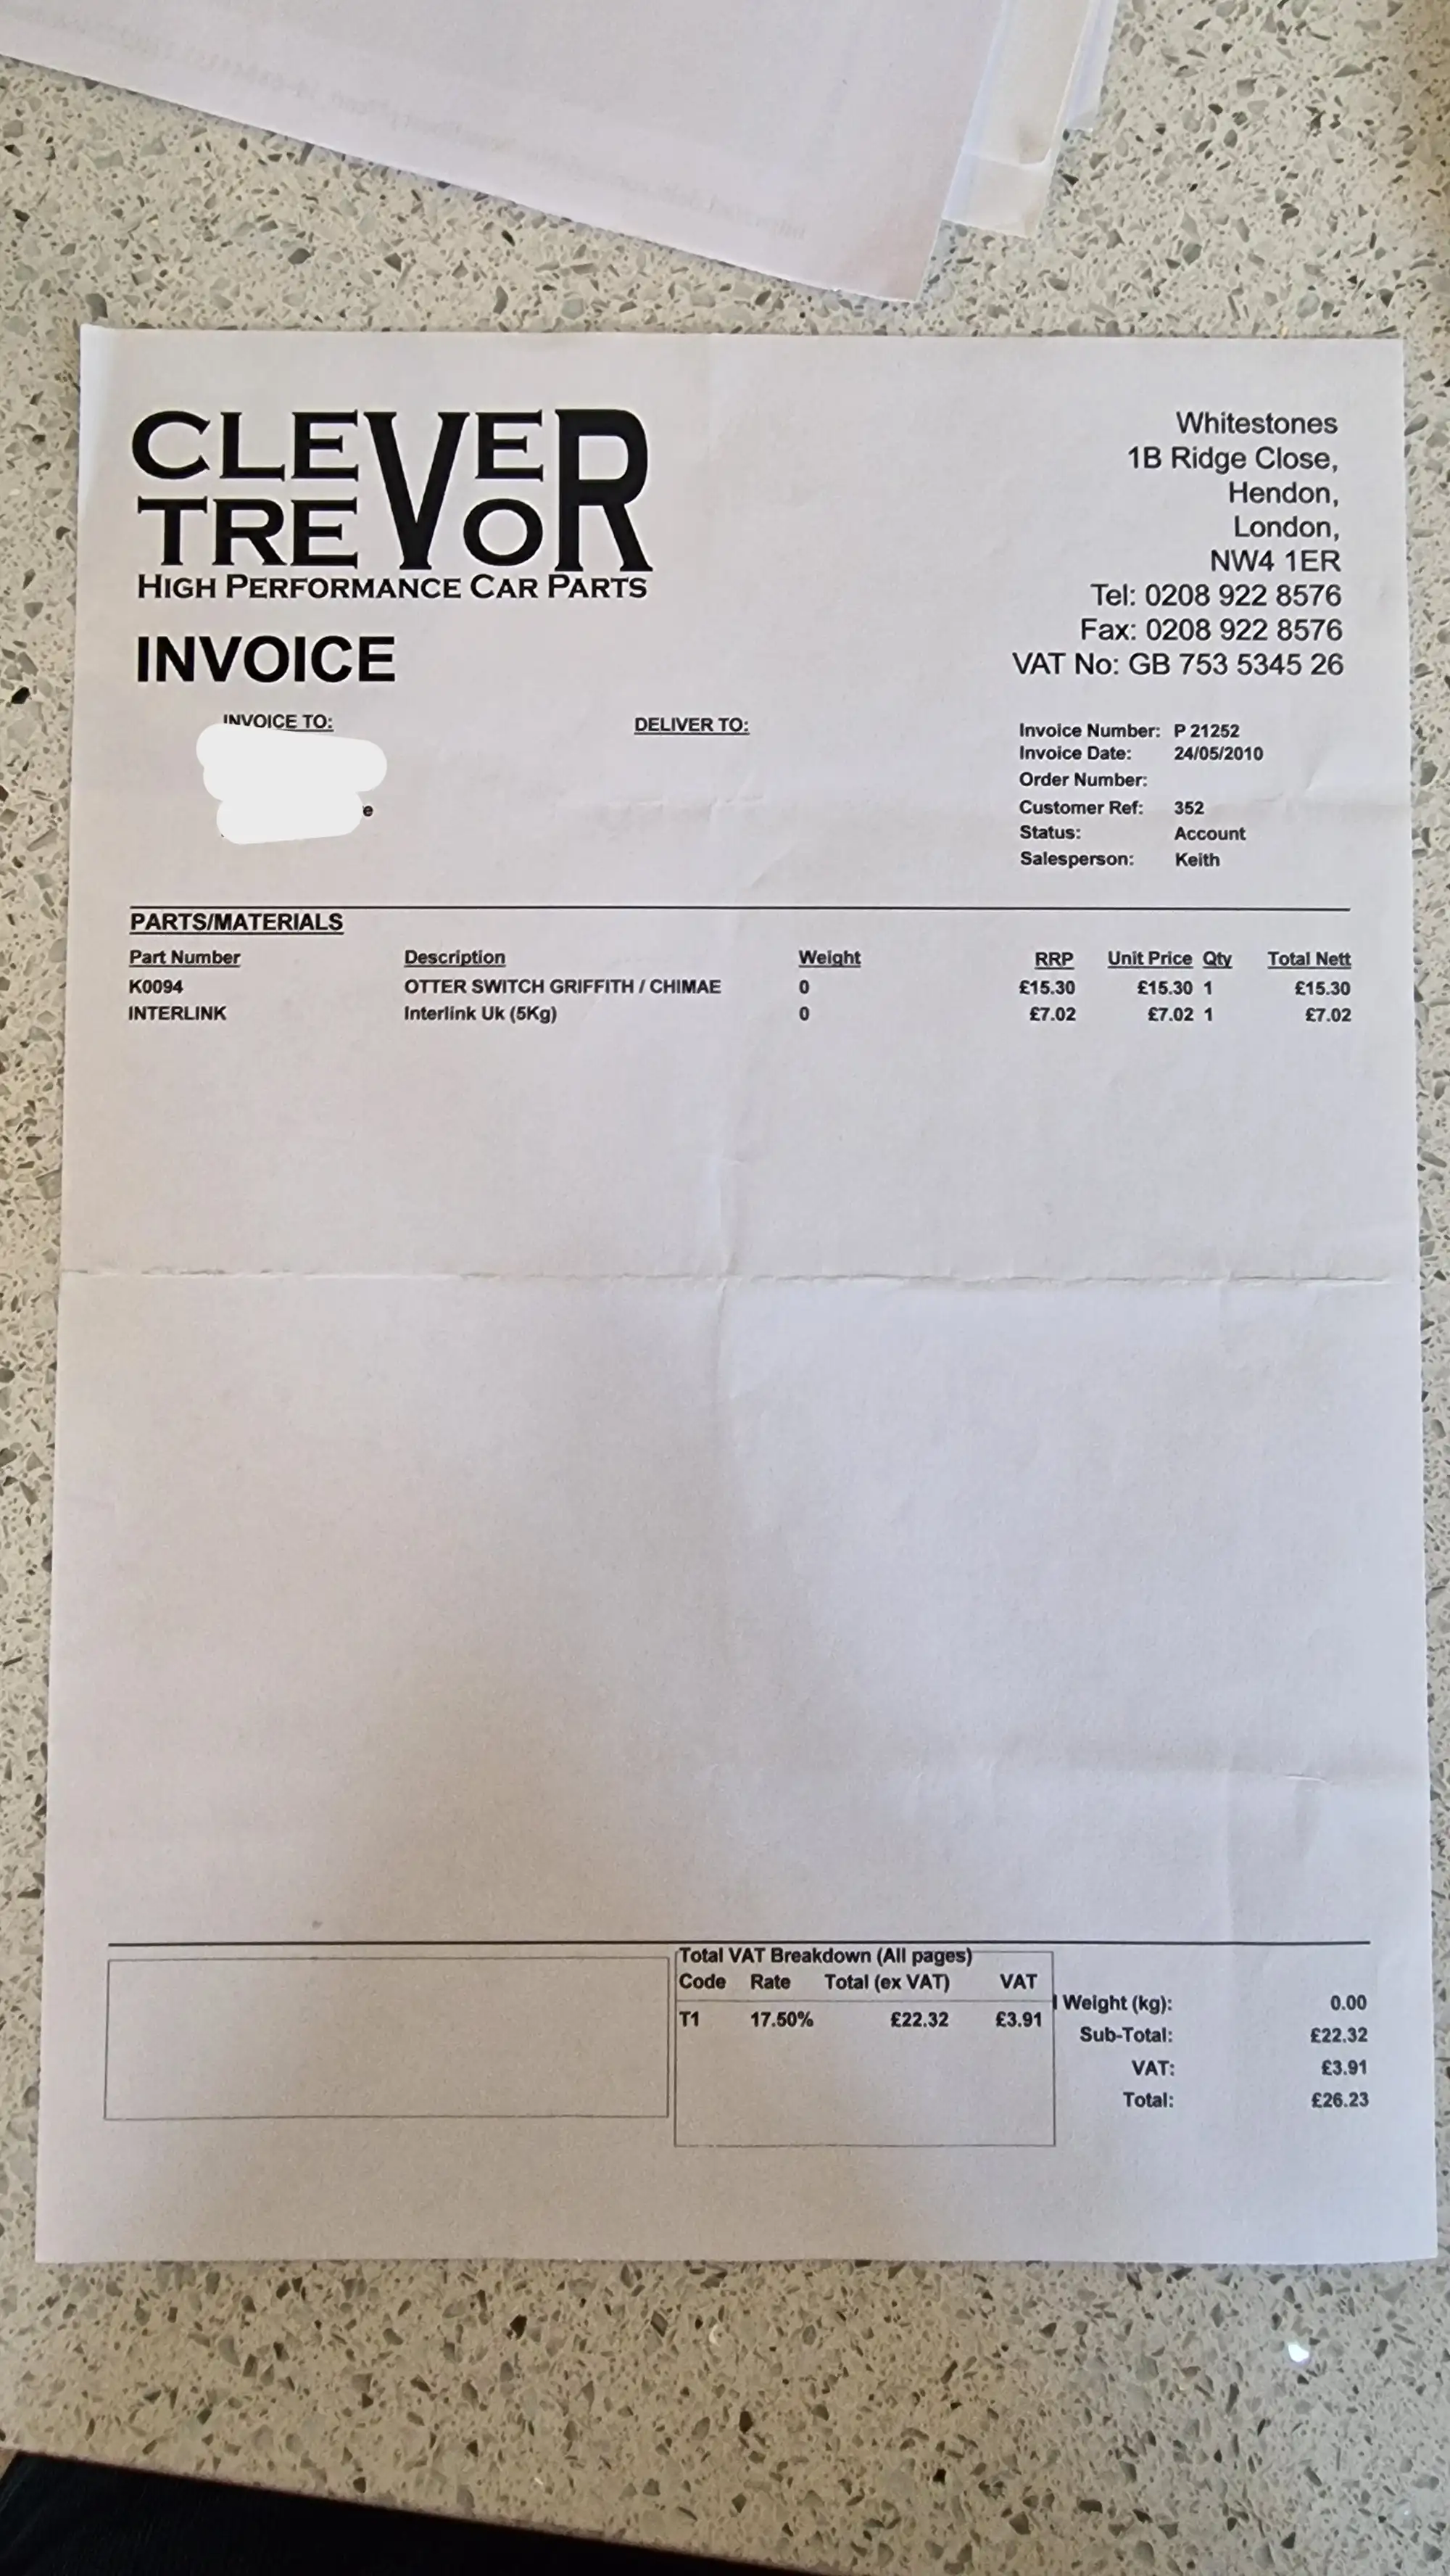 CLEVER
TREVOR
HIGH PERFORMANCE CAR PARTS
INVOICE
Whitestones
1B Ridge Close,
Hendon,
London,
NW4 1ER
Tel: 0208 922 8576
Fax: 0208 922 8576
VAT No: GB 753 5345 26
INVOICE TO:
e
DELIVER TO:
Invoice Number: P 21252
Invoice Date: 24/05/2010
Order Number:
Customer Ref: 352
Status: Account
Salesperson: Keith
PARTS/MATERIALS
Part Number Description Weight RRP Unit Price Qty Total Nett
K0094 OTTER SWITCH GRIFFITH / CHIMAE 0 £15.30 £15.30 1 £15.30
INTERLINK Interlink Uk (5Kg) 0 £7.02 £7.02 1 £7.02
Total VAT Breakdown (All pages)
Code Rate Total (ex VAT) VAT
T1 17.50% £22.32 £3.91
l Weight (kg): 0.00
Sub-Total: £22.32
VAT: £3.91
Total: £26.23